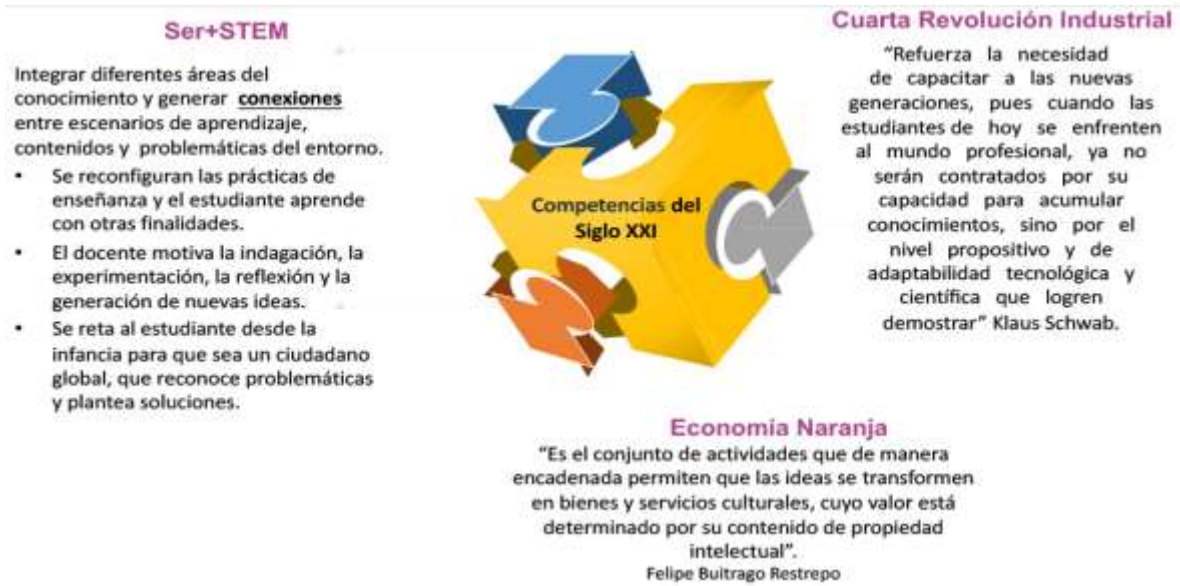 Ser+STEM
Integrar diferentes áreas del
conocimiento y generar conexiones
entre escenarios de aprendizaje,
contenidos y problemáticas del entorno.
• Se reconfiguran las prácticas de
enseñanza y el estudiante aprende
con otras finalidades.
• El docente motiva la indagación, la
experimentación, la reflexión y la
generación de nuevas ideas.
• Se reta al estudiante desde la
infancia para que sea un ciudadano
global, que reconoce problemáticas
y plantea soluciones.
Competencias del
Siglo XXI
Cuarta Revolución Industrial
“Refuerza la necesidad
de capacitar a las nuevas
generaciones, pues cuando las
estudiantes de hoy se enfrenten
al mundo profesional, ya no
serán contratados por su
capacidad para acumular
conocimientos, sino por el
nivel propositivo y de
adaptabilidad tecnológica y
científica que logren
demostrar” Klaus Schwab.
Economía Naranja
“Es el conjunto de actividades que de manera
encadenada permiten que las ideas se transformen
en bienes y servicios culturales, cuyo valor está
determinado por su contenido de propiedad
intelectual”.
Felipe Buitrago Restrepo